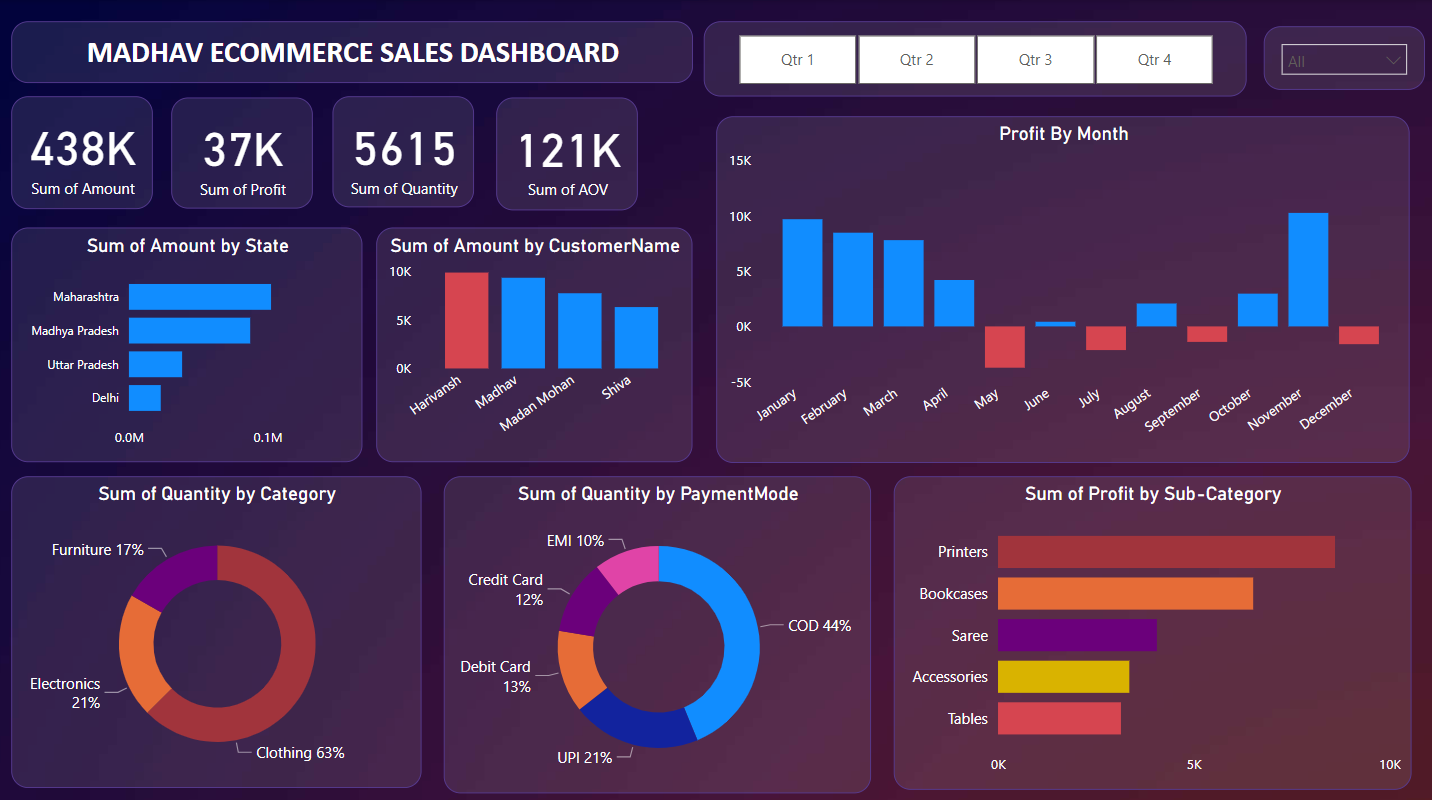 MADHAV ECOMMERCE SALES DASHBOARD
Qtr 1
Qtr 2
Qtr 3
Qtr 4
All
438K
Sum of Amount
37K
Sum of Profit
5615
Sum of Quantity
121K
Sum of AOV
Profit By Month
15K
10K
5K
0K
-5K
January
February
March
April
May
June
July
August
September
October
November
December
Sum of Amount by State
Maharashtra
Madhya Pradesh
Uttar Pradesh
Delhi
0.0M
0.1M
Sum of Amount by CustomerName
10K
5K
0K
Harivansh
Madhav
Madan Mohan
Shiva
Sum of Quantity by Category
Furniture 17%
Electronics
21%
Clothing 63%
Sum of Quantity by PaymentMode
EMI 10%
Credit Card
12%
COD 44%
Debit Card
13%
UPI 21%
Sum of Profit by Sub-Category
Printers
Bookcases
Saree
Accessories
Tables
0K
5K
10K